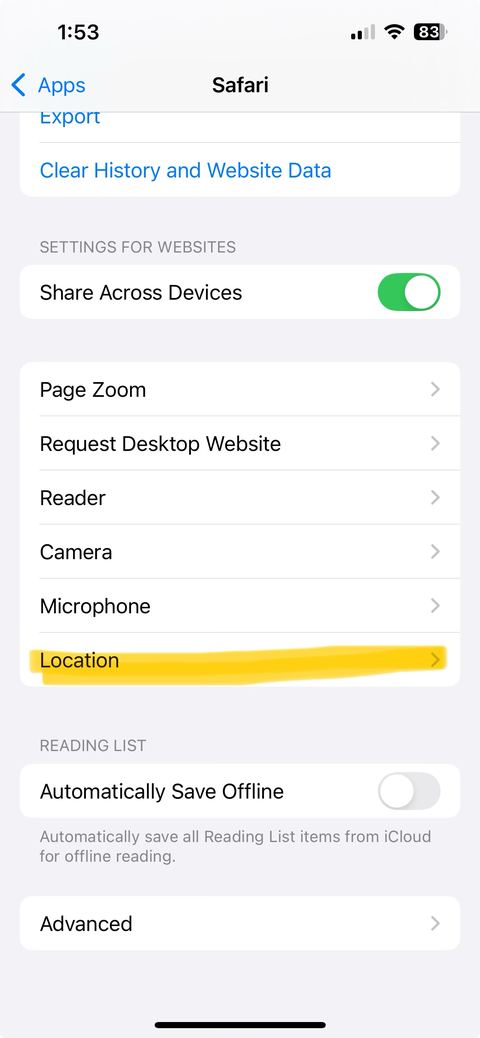 1:53
83
Apps
Safari
Export
Clear History and Website Data
SETTINGS FOR WEBSITES
Share Across Devices
Page Zoom
Request Desktop Website
Reader
Camera
Microphone
Location
READING LIST
Automatically Save Offline
Automatically save all Reading List items from iCloud
for offline reading.
Advanced